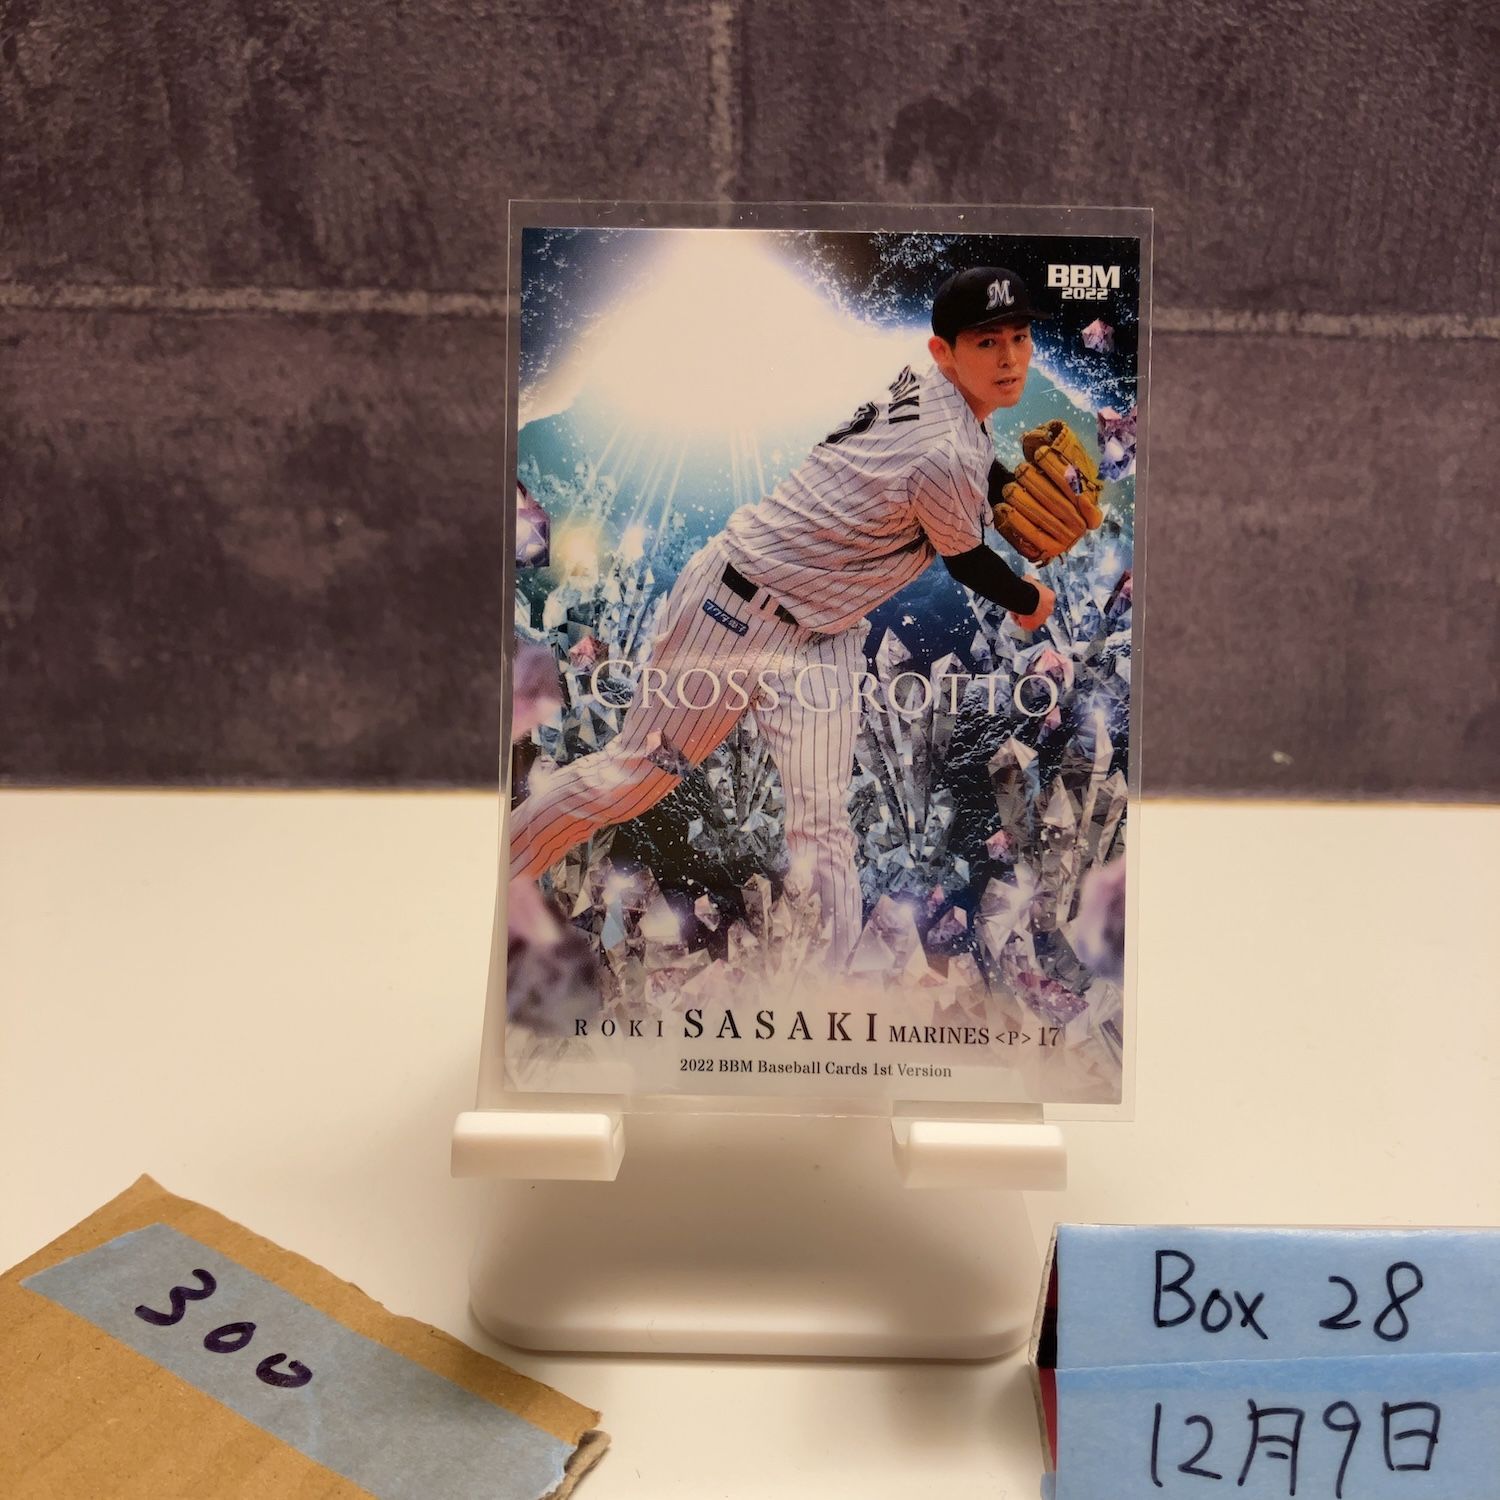 BBM
2022
M
CROSS GROTTO
ROKI SASAKI MARINES <P> 17
2022 BBM Baseball Cards 1st Version
300
Box 28
12月9日